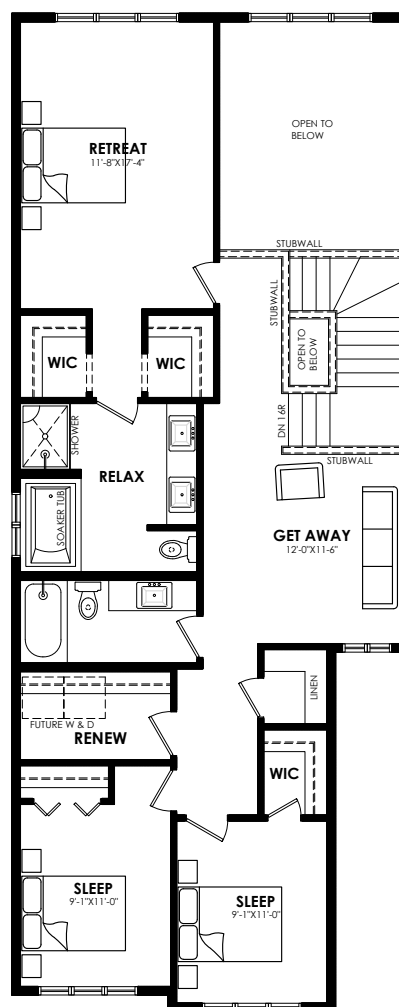 OPEN TO
BELOW
RETREAT
11'-8"X17'-4"
STUBWALL
STUBWALL
OPEN TO
BELOW
WIC
WIC
DN 16R
SHOWER
STUBWALL
RELAX
SOAKER TUB
GET AWAY
12'-0"X11'-6"
LINEN
FUTURE W & D
RENEW
WIC
SLEEP
9'-1"X11'-0"
SLEEP
9'-1"X11'-0"